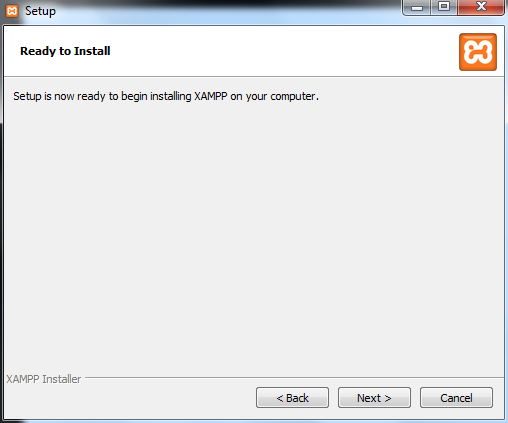 Setup
Ready to Install
Setup is now ready to begin installing XAMPP on your computer.
XAMPP Installer
< Back
Next >
Cancel